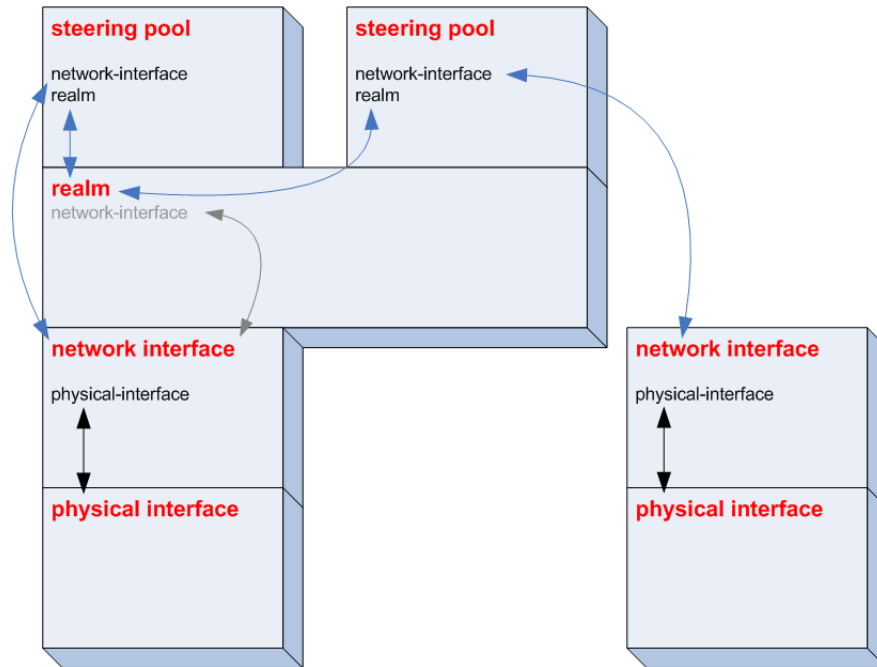 steering pool
network-interface
realm
steering pool
network-interface
realm
realm
network-interface
network interface
physical-interface
physical interface
network interface
physical-interface
physical interface